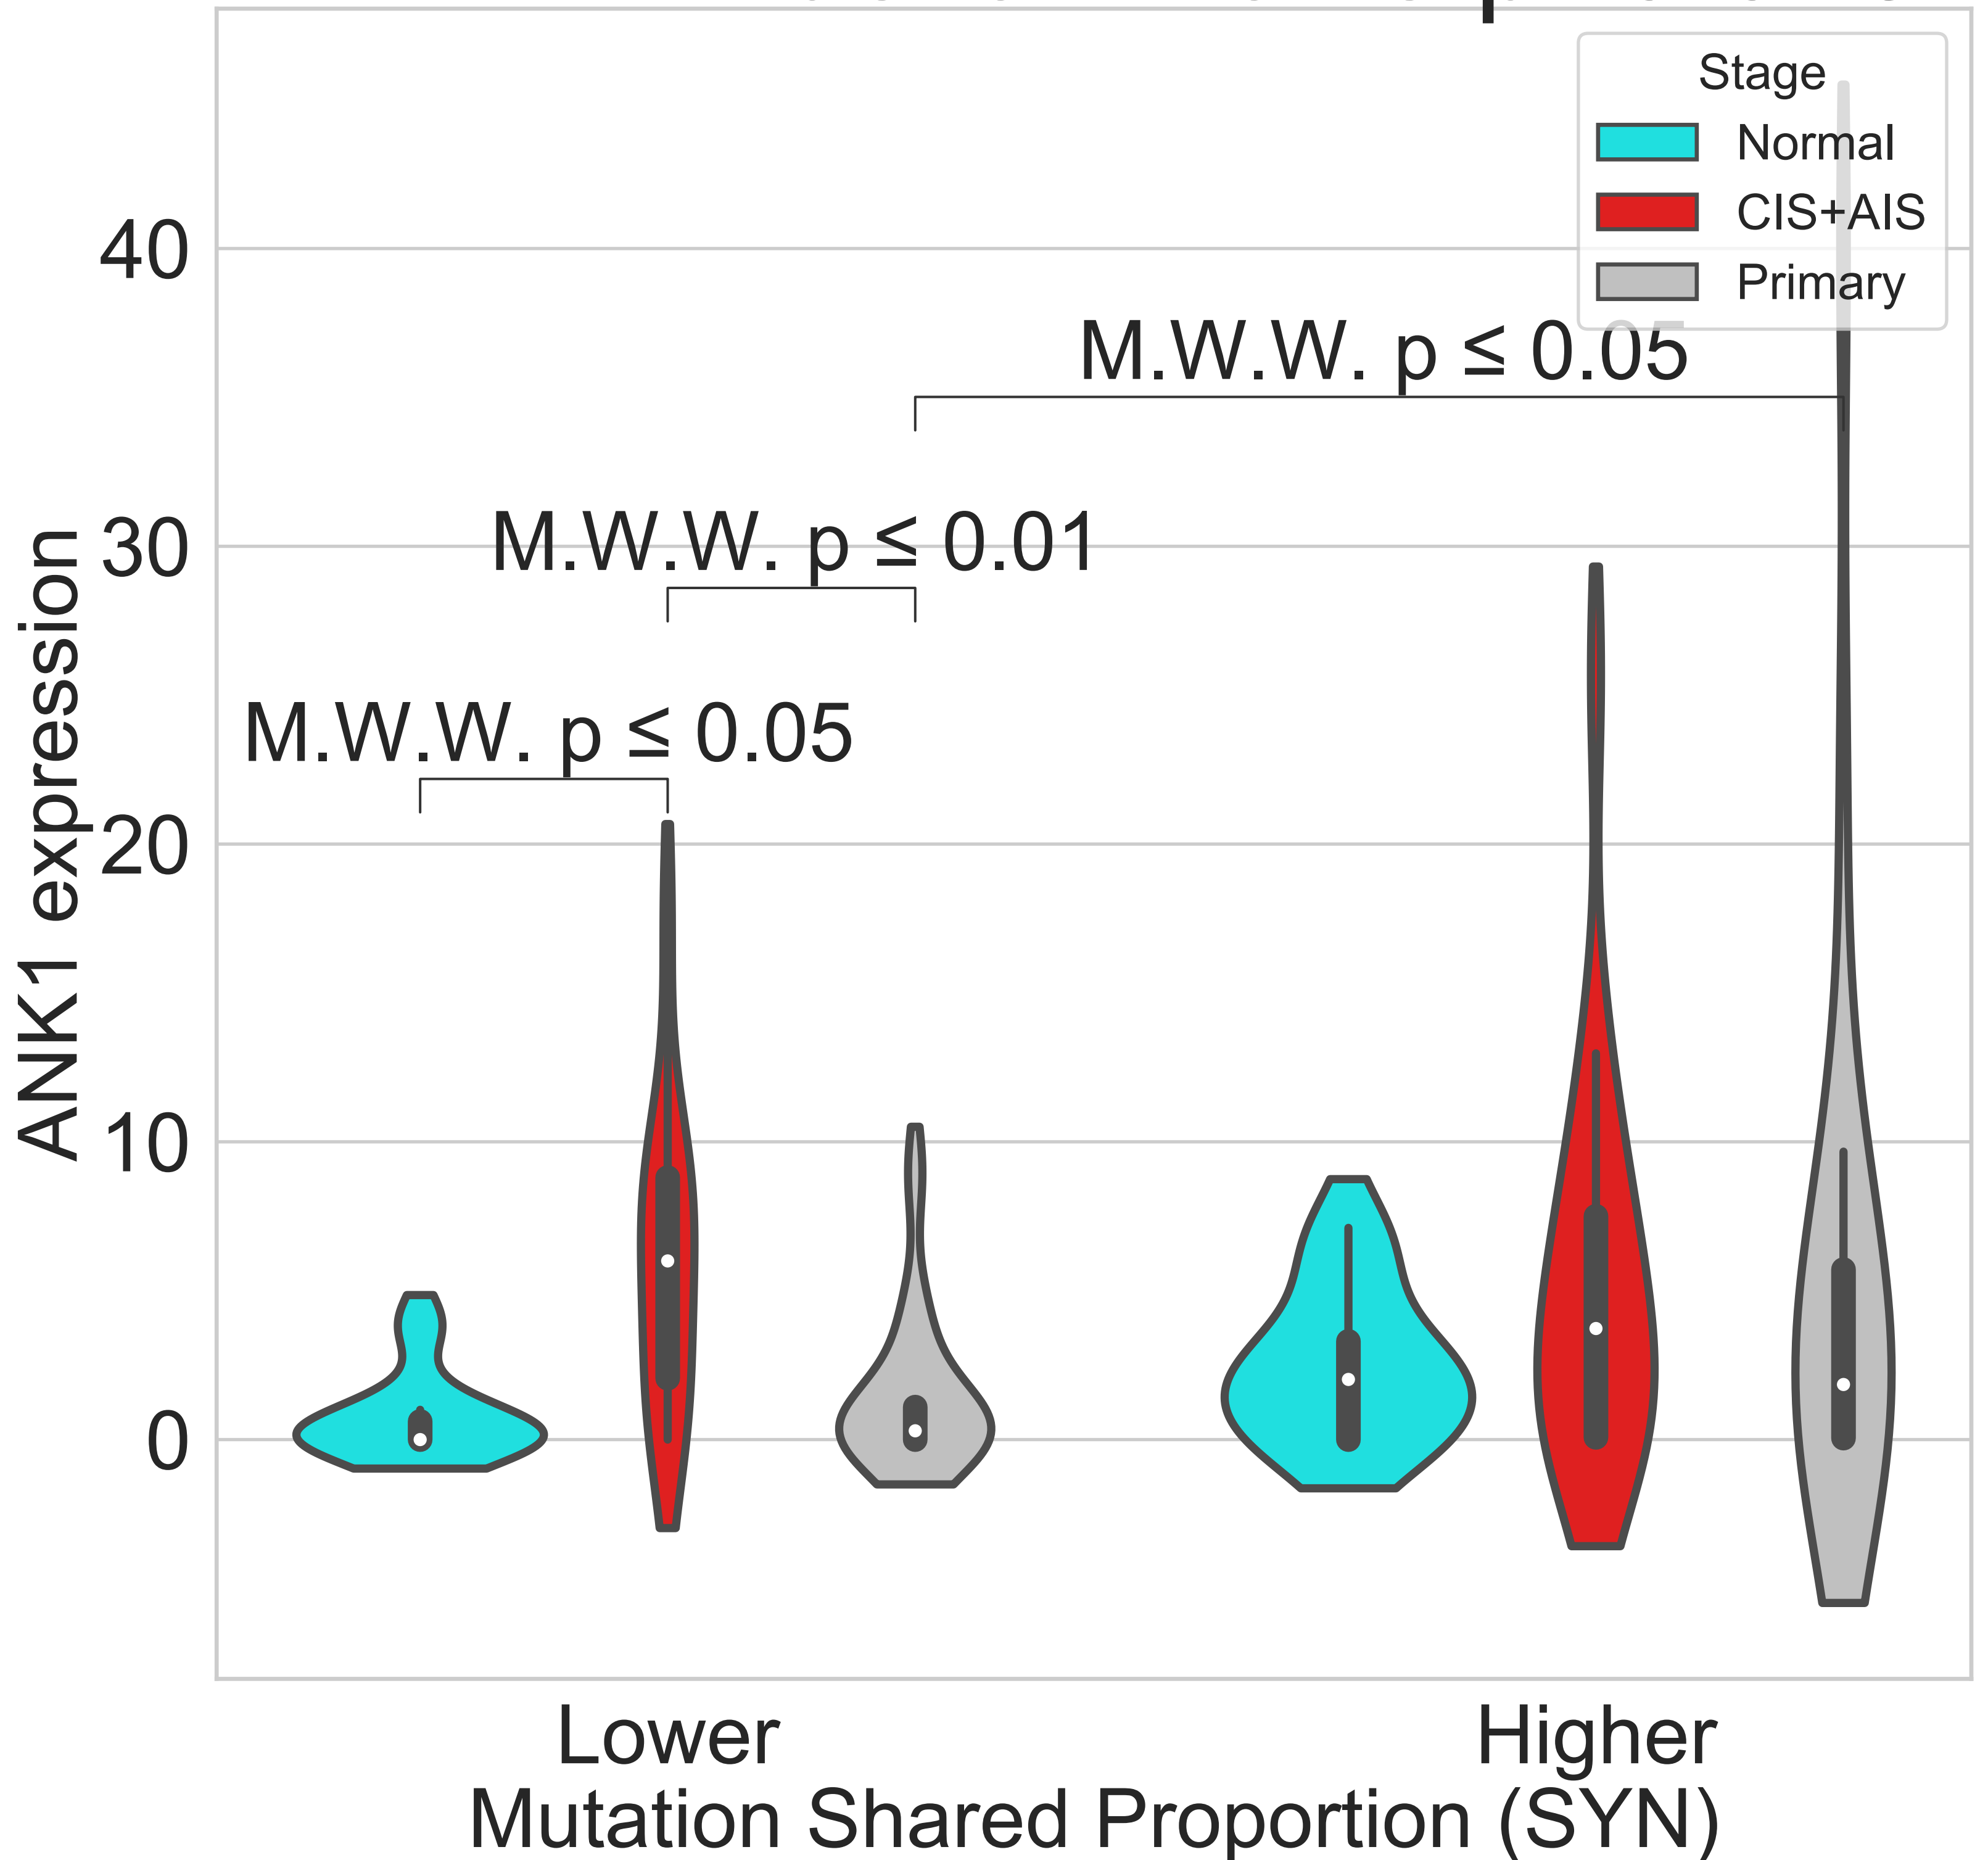 Stage
Normal
CIS+AIS
Primary
40
30
20
10
0
ANK1 expression
M.W.W. p ≤ 0.05
M.W.W. p ≤ 0.01
M.W.W. p ≤ 0.05
Lower
Higher
Mutation Shared Proportion (SYN)